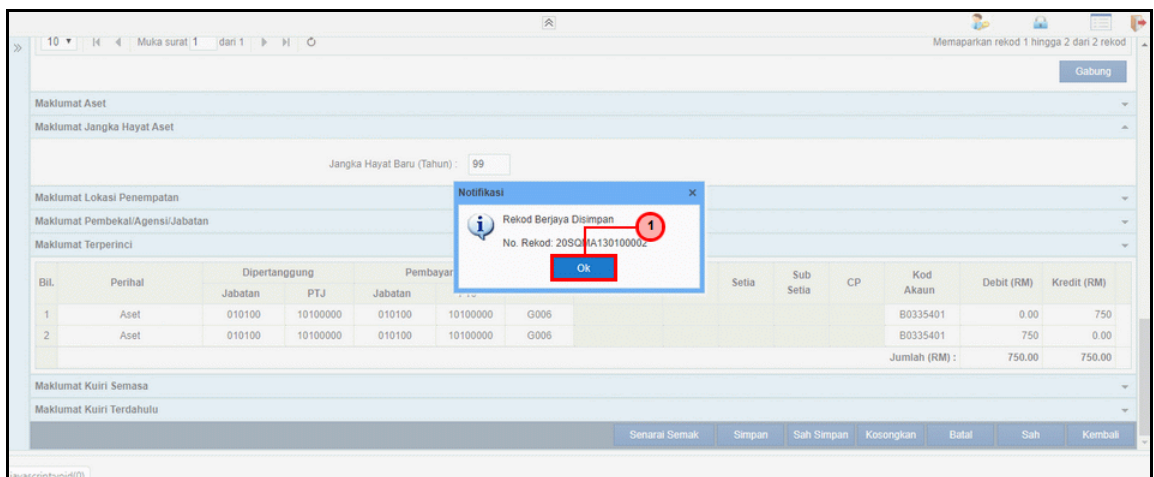 10 Muka surat 1 dari 1 Memaparkan rekod 1 hingga 2 dari 2 rekod
Gabung
Maklumat Aset
Maklumat Jangka Hayat Aset
Jangka Hayat Baru (Tahun) : 99
Maklumat Lokasi Penempatan
Maklumat Pembekal/Agensi/Jabatan
Maklumat Terperinci
Notifikasi x
Rekod Berjaya Disimpan
1
No. Rekod: 20SQMA130100002
Ok
Bil. Perihal Dipertanggung Setia Sub Setia CP Kod Akaun Debit (RM) Kredit (RM)
Jabatan PTJ Jabatan
1 Aset 010100 10100000 010100 10100000 G006 B0335401 0.00 750
2 Aset 010100 10100000 010100 10100000 G006 B0335401 750 0.00
Jumlah (RM) : 750.00 750.00
Maklumat Kuiri Semasa
Maklumat Kuiri Terdahulu
Senarai Semak Simpan Sah Simpan Kosongkan Batal Sah Kembali